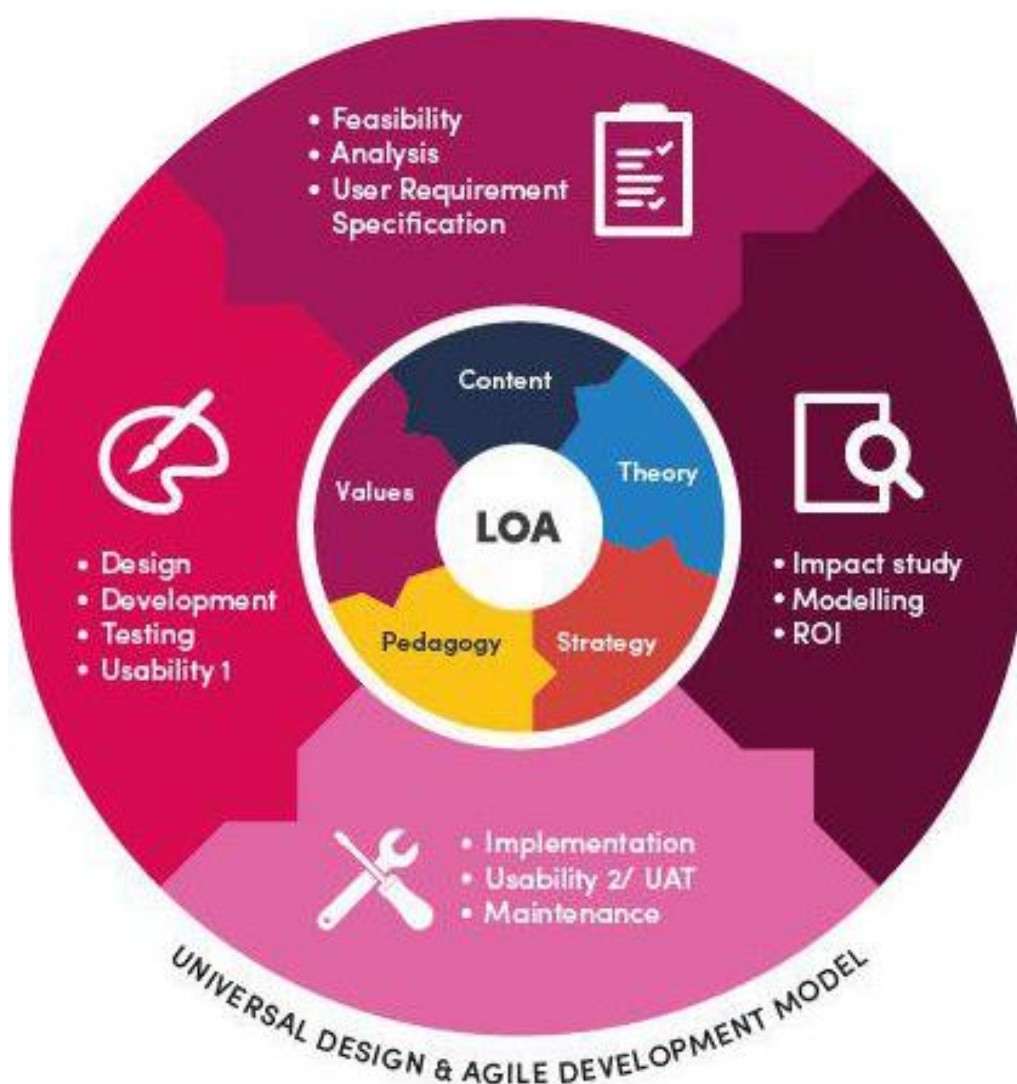 • Feasibility
• Analysis
• User Requirement
Specification
• Design
• Development
• Testing
• Usability 1
Content
Values
Theory
LOA
Pedagogy
Strategy
• Impact study
• Modelling
• ROI
• Implementation
• Usability 2/ UAT
• Maintenance
UNIVERSAL DESIGN & AGILE DEVELOPMENT MODEL